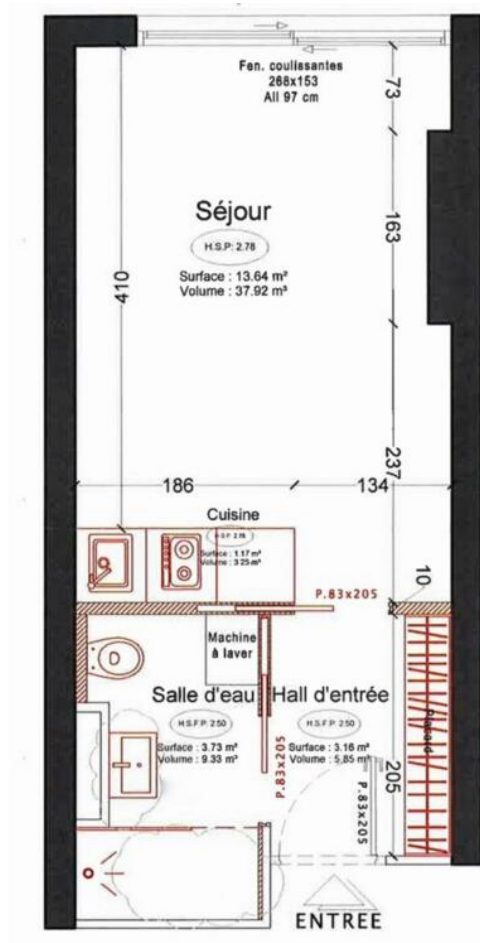 Fen. coulissantes
268x153
All 97 cm
73
Séjour
H.S.P: 2.78
Surface : 13.64 m²
Volume : 37.92 m³
163
410
237
186
134
Cuisine
H.S.P: 2.78
Surface : 1.17 m²
Volume : 3.25 m³
10
P.83x205
Machine
à laver
Salle d'eau
H.S.F.P: 2.50
Surface : 3.73 m²
Volume : 9.33 m³
Hall d'entrée
H.S.F.P: 2.50
Surface : 3.16 m²
Volume : 5.85 m³
Placard
205
P.83x205
P.83x205
ENTREE